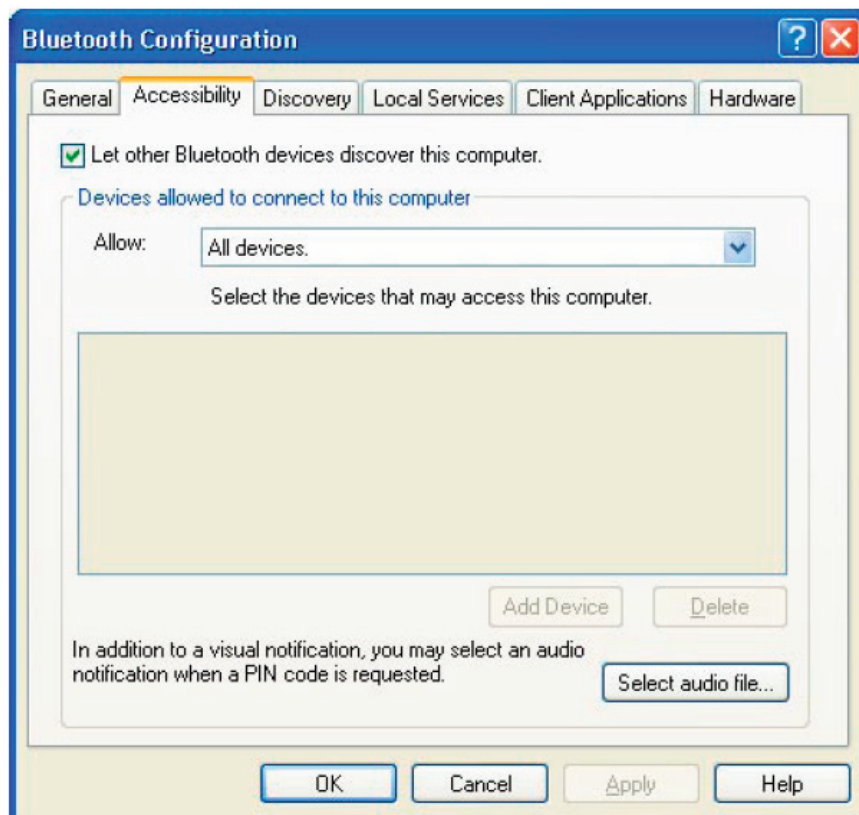 Bluetooth Configuration
General Accessibility Discovery Local Services Client Applications Hardware
Let other Bluetooth devices discover this computer.
Devices allowed to connect to this computer
Allow: All devices.
Select the devices that may access this computer.
Add Device Delete
In addition to a visual notification, you may select an audio
notification when a PIN code is requested.
Select audio file...
OK Cancel Apply Help